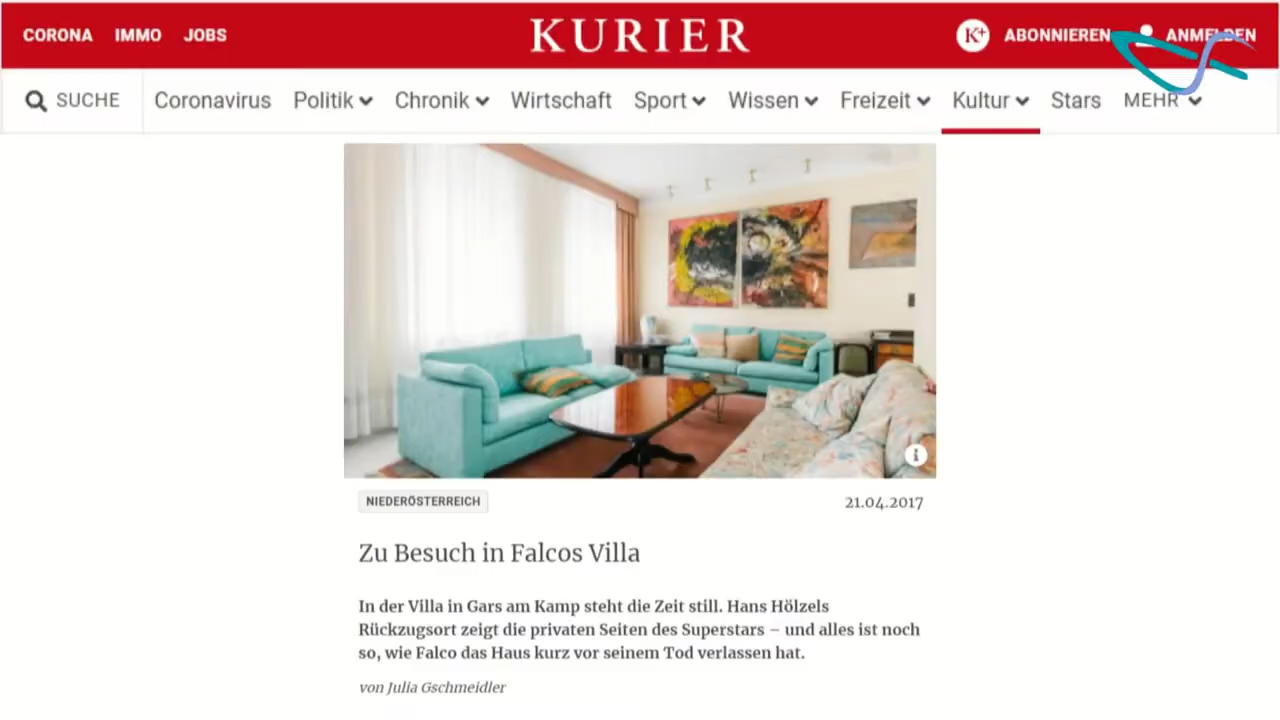 CORONA IMMO JOBS KURIER K+ ABONNIEREN ANMELDEN
SUCHE Coronavirus Politik Chronik Wirtschaft Sport Wissen Freizeit Kultur Stars MEHR
i
NIEDERÖSTERREICH 21.04.2017
Zu Besuch in Falcos Villa
In der Villa in Gars am Kamp steht die Zeit still. Hans Hölzels
Rückzugsort zeigt die privaten Seiten des Superstars – und alles ist noch
so, wie Falco das Haus kurz vor seinem Tod verlassen hat.
von Julia Gschmeidler